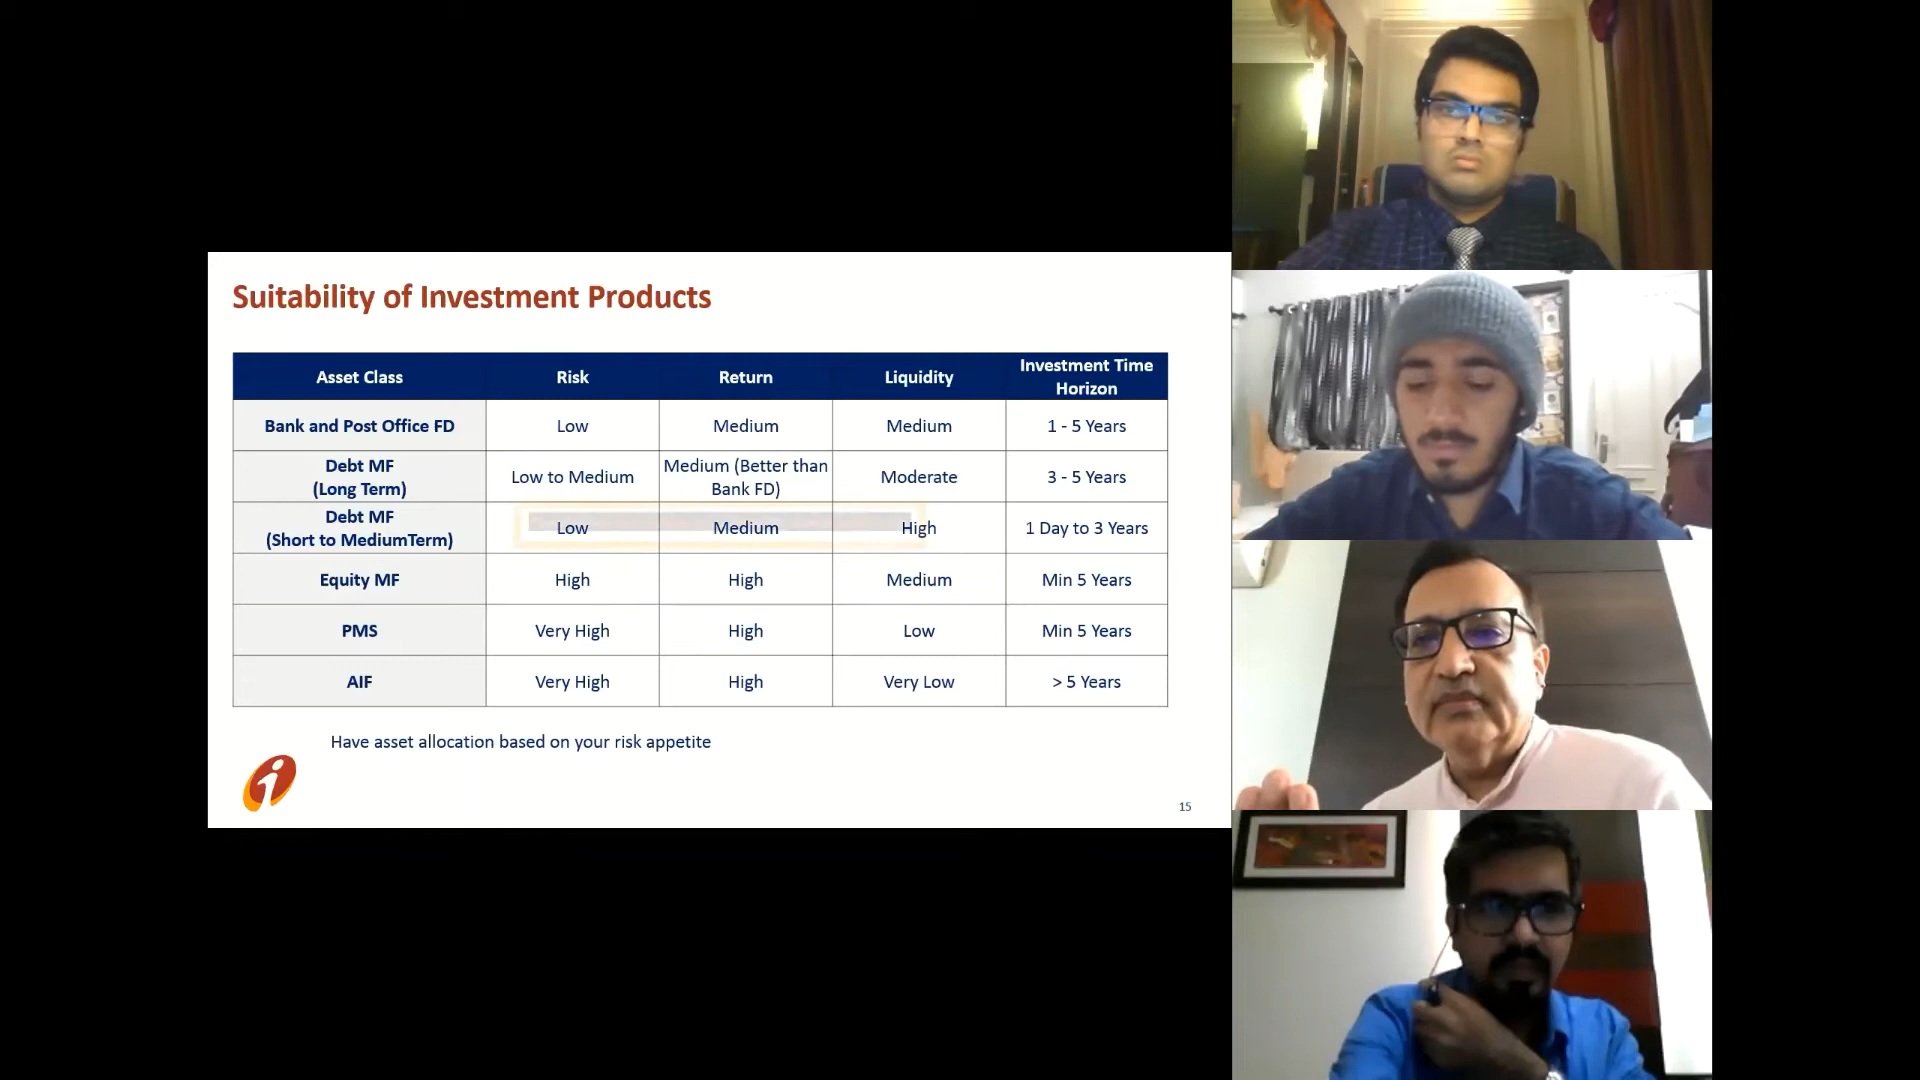 Suitability of Investment Products
Asset Class Risk Return Liquidity Investment Time Horizon
Bank and Post Office FD Low Medium Medium 1 - 5 Years
Debt MF (Long Term) Low to Medium Medium (Better than Bank FD) Moderate 3 - 5 Years
Debt MF (Short to MediumTerm) Low Medium High 1 Day to 3 Years
Equity MF High High Medium Min 5 Years
PMS Very High High Low Min 5 Years
AIF Very High High Very Low > 5 Years
Have asset allocation based on your risk appetite
i
15